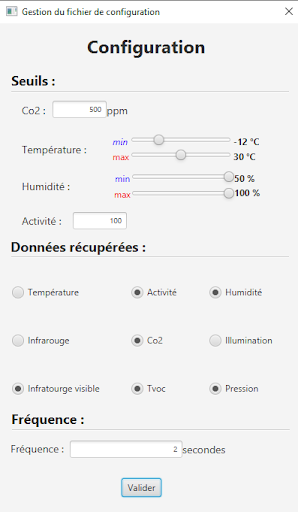 Gestion du fichier de configuration
Configuration
Seuils :
Co2 : 500 ppm
min -12 °C
Température :
max 30 °C
min 50 %
Humidité :
max 100 %
Activité : 100
Données récupérées :
Température Activité Humidité
Infrarouge Co2 Illumination
Infratourge visible Tvoc Pression
Fréquence :
Fréquence : 2 secondes
Valider